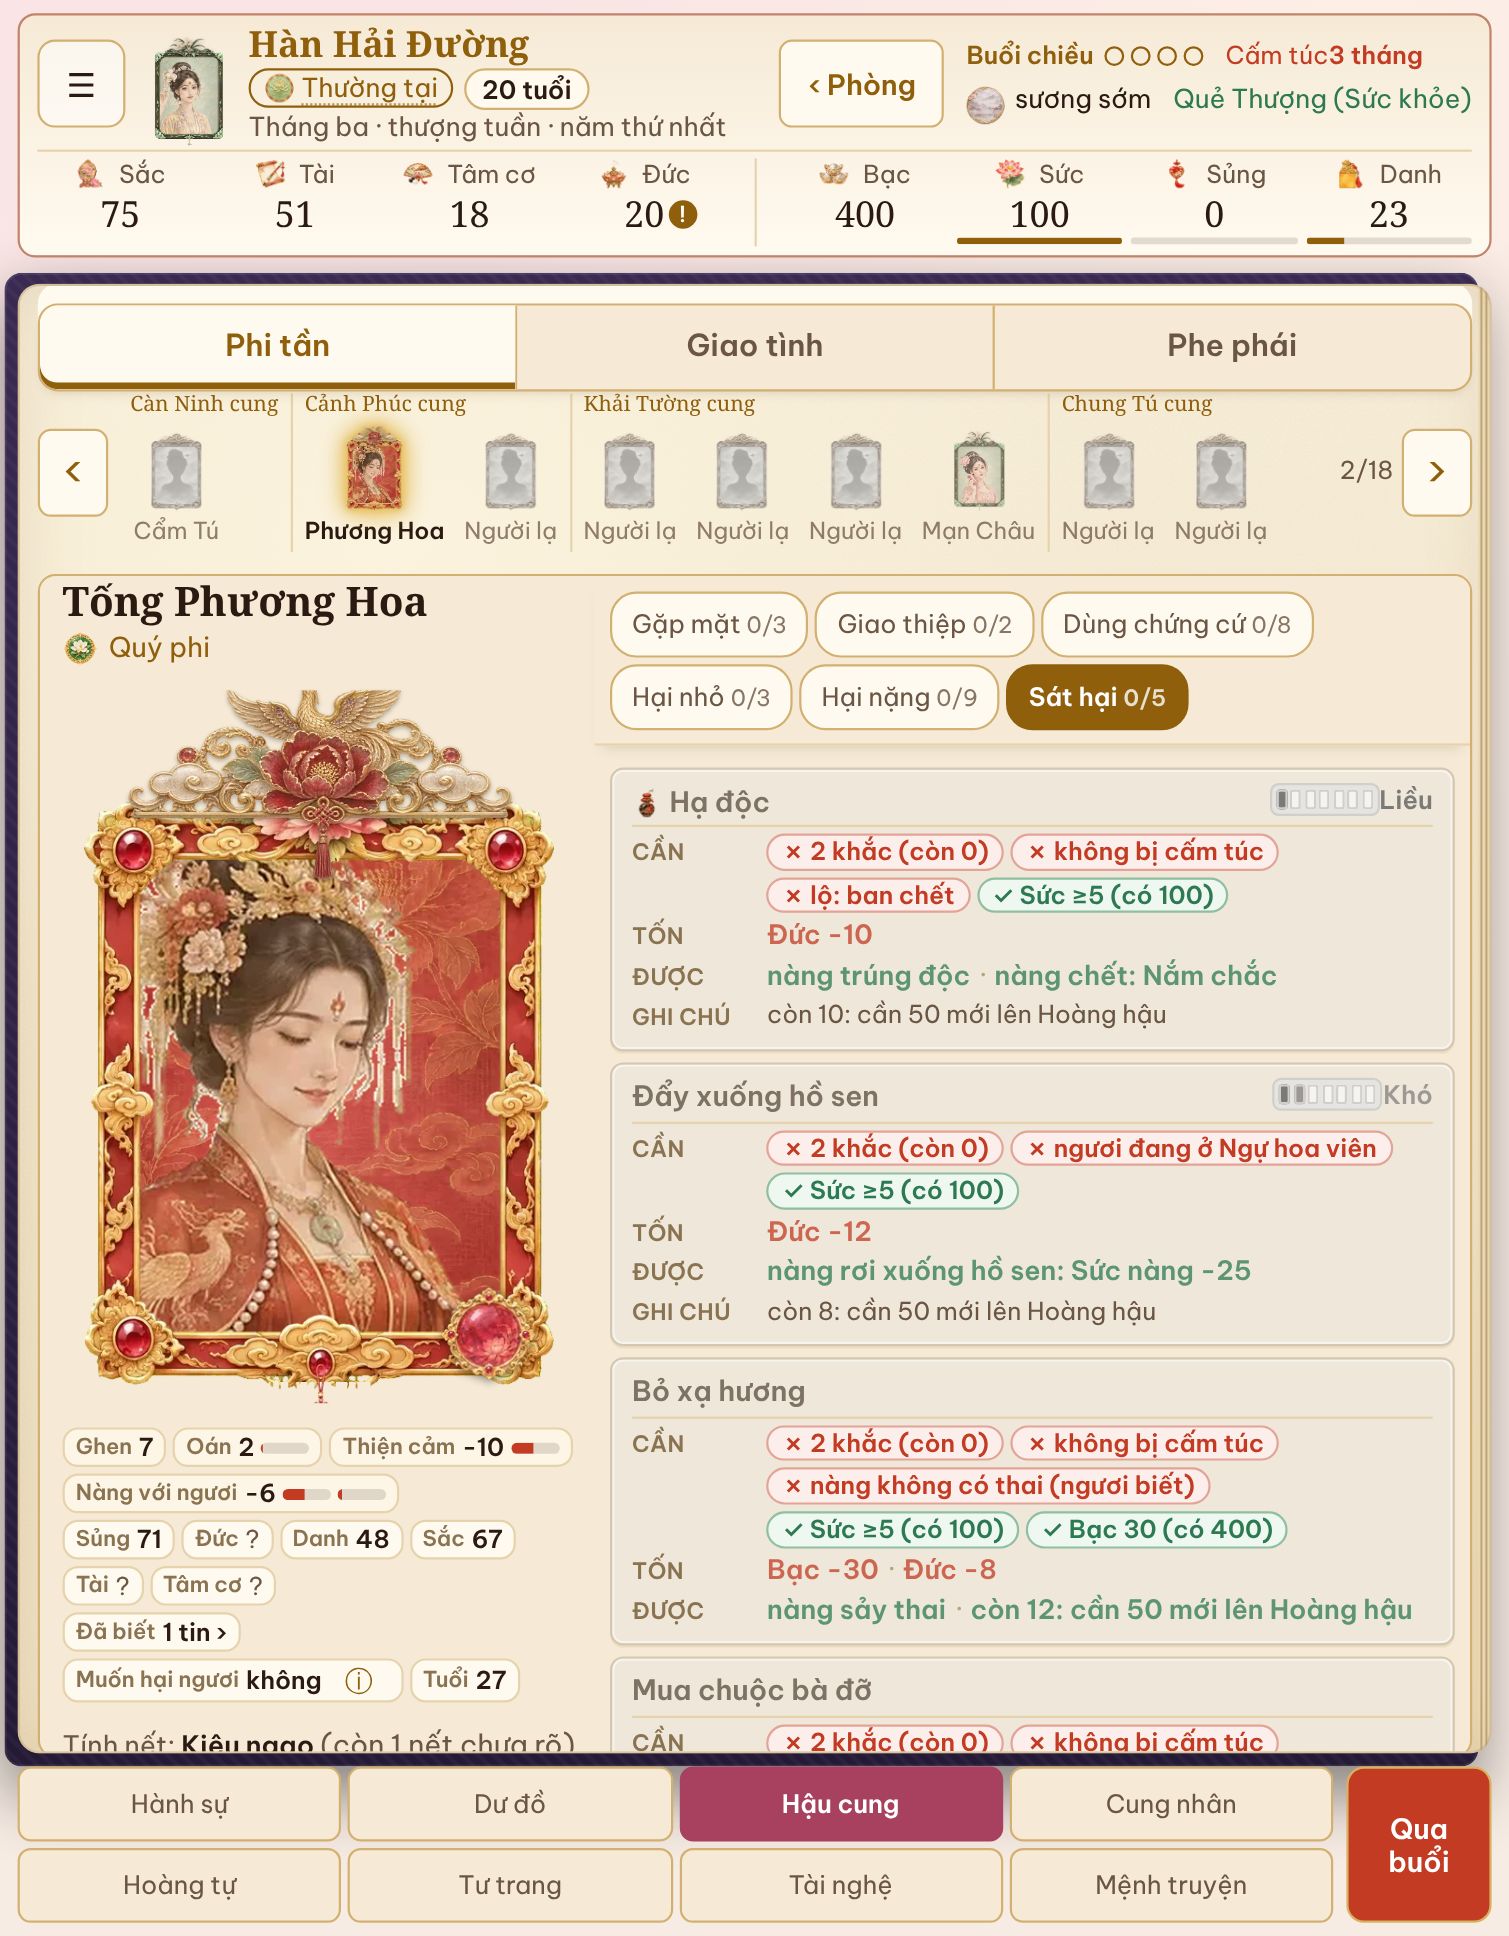 ☰
Hàn Hải Đường
Thường tại
20 tuổi
Tháng ba · thượng tuần · năm thứ nhất
‹ Phòng
Buổi chiều
Cấm túc3 tháng
sương sớm
Quẻ Thượng (Sức khỏe)
Sắc
75
Tài
51
Tâm cơ
18
Đức
20!
Bạc
400
Sức
100
Sủng
0
Danh
23
Phi tần
Giao tình
Phe phái
Càn Ninh cung
Cảnh Phúc cung
Khải Tường cung
Chung Tú cung
‹
Cẩm Tú
Phương Hoa
Người lạ
Người lạ
Người lạ
Người lạ
Mạn Châu
Người lạ
Người lạ
2/18
›
Tống Phương Hoa
Quý phi
Ghen 7
Oán 2
Thiện cảm -10
Nàng với ngươi -6
Sủng 71
Đức ?
Danh 48
Sắc 67
Tài ?
Tâm cơ ?
Đã biết 1 tin ›
Muốn hại ngươi không ⓘ
Tuổi 27
Tính nết: Kiêu ngạo (còn 1 nết chưa rõ)
Gặp mặt 0/3
Giao thiệp 0/2
Dùng chứng cứ 0/8
Hại nhỏ 0/3
Hại nặng 0/9
Sát hại 0/5
Hạ độc
Liều
CẦN
× 2 khắc (còn 0)
× không bị cấm túc
× lộ: ban chết
✓ Sức ≥5 (có 100)
TỐN
Đức -10
ĐƯỢC
nàng trúng độc · nàng chết: Nắm chắc
GHI CHÚ
còn 10: cần 50 mới lên Hoàng hậu
Đẩy xuống hồ sen
Khó
CẦN
× 2 khắc (còn 0)
× ngươi đang ở Ngự hoa viên
✓ Sức ≥5 (có 100)
TỐN
Đức -12
ĐƯỢC
nàng rơi xuống hồ sen: Sức nàng -25
GHI CHÚ
còn 8: cần 50 mới lên Hoàng hậu
Bỏ xạ hương
CẦN
× 2 khắc (còn 0)
× không bị cấm túc
× nàng không có thai (ngươi biết)
✓ Sức ≥5 (có 100)
✓ Bạc 30 (có 400)
TỐN
Bạc -30 · Đức -8
ĐƯỢC
nàng sảy thai · còn 12: cần 50 mới lên Hoàng hậu
Mua chuộc bà đỡ
CẦN
× 2 khắc (còn 0)
× không bị cấm túc
Hành sự
Dư đồ
Hậu cung
Cung nhân
Qua buổi
Hoàng tự
Tư trang
Tài nghệ
Mệnh truyện